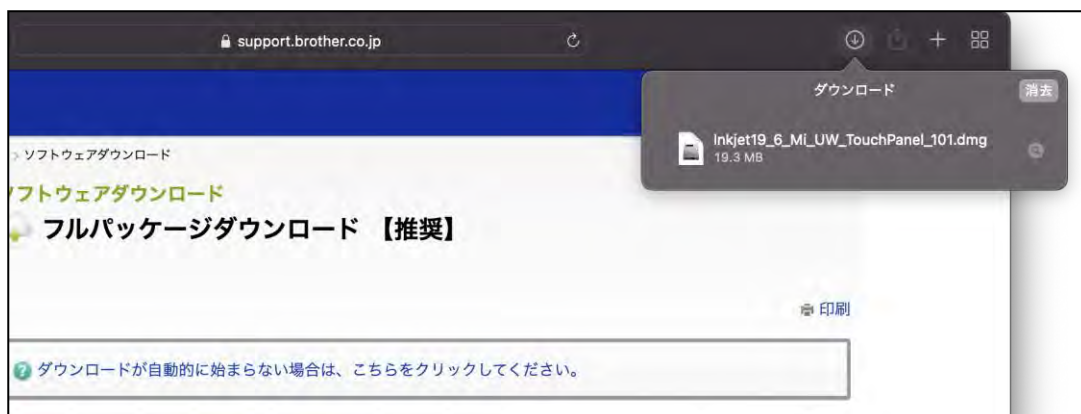 support.brother.co.jp
ダウンロード
消去
Inkjet19_6_Mi_UW_TouchPanel_101.dmg
19.3 MB
ソフトウェアダウンロード
ソフトウェアダウンロード
フルパッケージダウンロード 【推奨】
印刷
ダウンロードが自動的に始まらない場合は、こちらをクリックしてください。